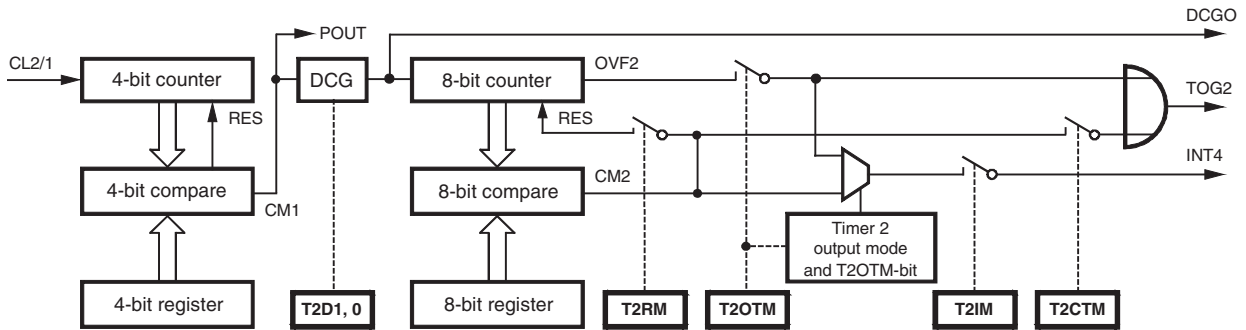 DCGO
POUT
CL2/1
4-bit counter
DCG
8-bit counter
OVF2
TOG2
RES
RES
INT4
4-bit compare
CM1
8-bit compare
CM2
Timer 2
output mode
and T2OTM-bit
4-bit register
T2D1, 0
8-bit register
T2RM
T2OTM
T2IM
T2CTM